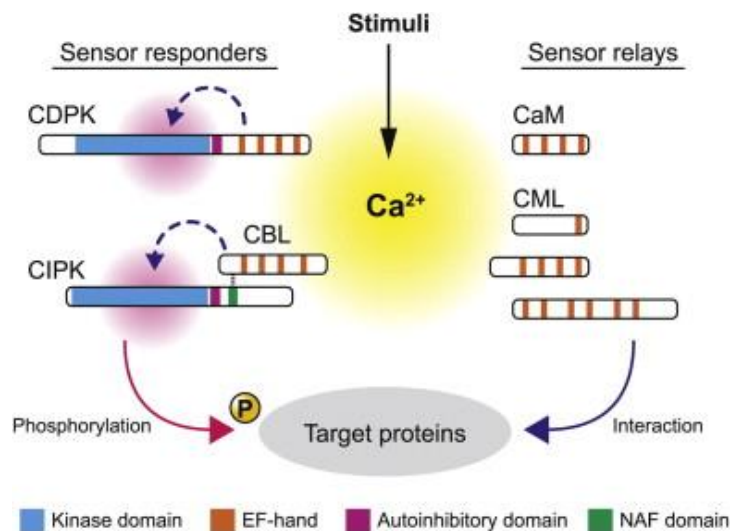 Stimuli
Sensor responders
Sensor relays
CDPK
CaM
Ca²⁺
CML
CBL
CIPK
P
Phosphorylation
Target proteins
Interaction
Kinase domain
EF-hand
Autoinhibitory domain
NAF domain